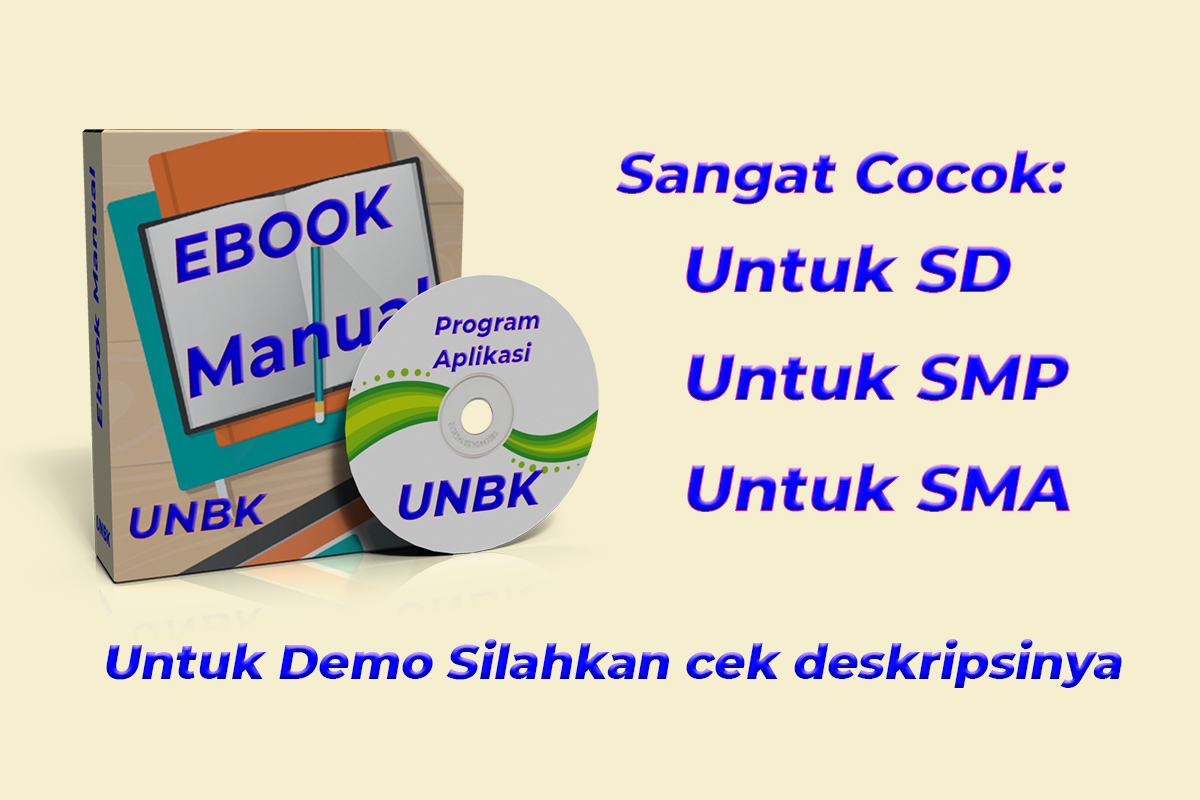 Ebook Manual
UNBK
EBOOK
Manual
UNBK
Program
Aplikasi
UNBK
Sangat Cocok:
Untuk SD
Untuk SMP
Untuk SMA
Untuk Demo Silahkan cek deskripsinya